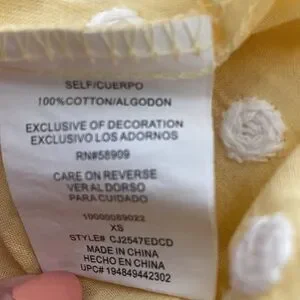 SELF/CUERPO
100%COTTON/ALGODON
EXCLUSIVE OF DECORATION
EXCLUSIVO LOS ADORNOS
RN#58909
CARE ON REVERSE
VER AL DORSO
PARA CUIDADO
10000089022
XS
STYLE# CJ2547EDCD
MADE IN CHINA
HECHO EN CHINA
UPC# 194849442302